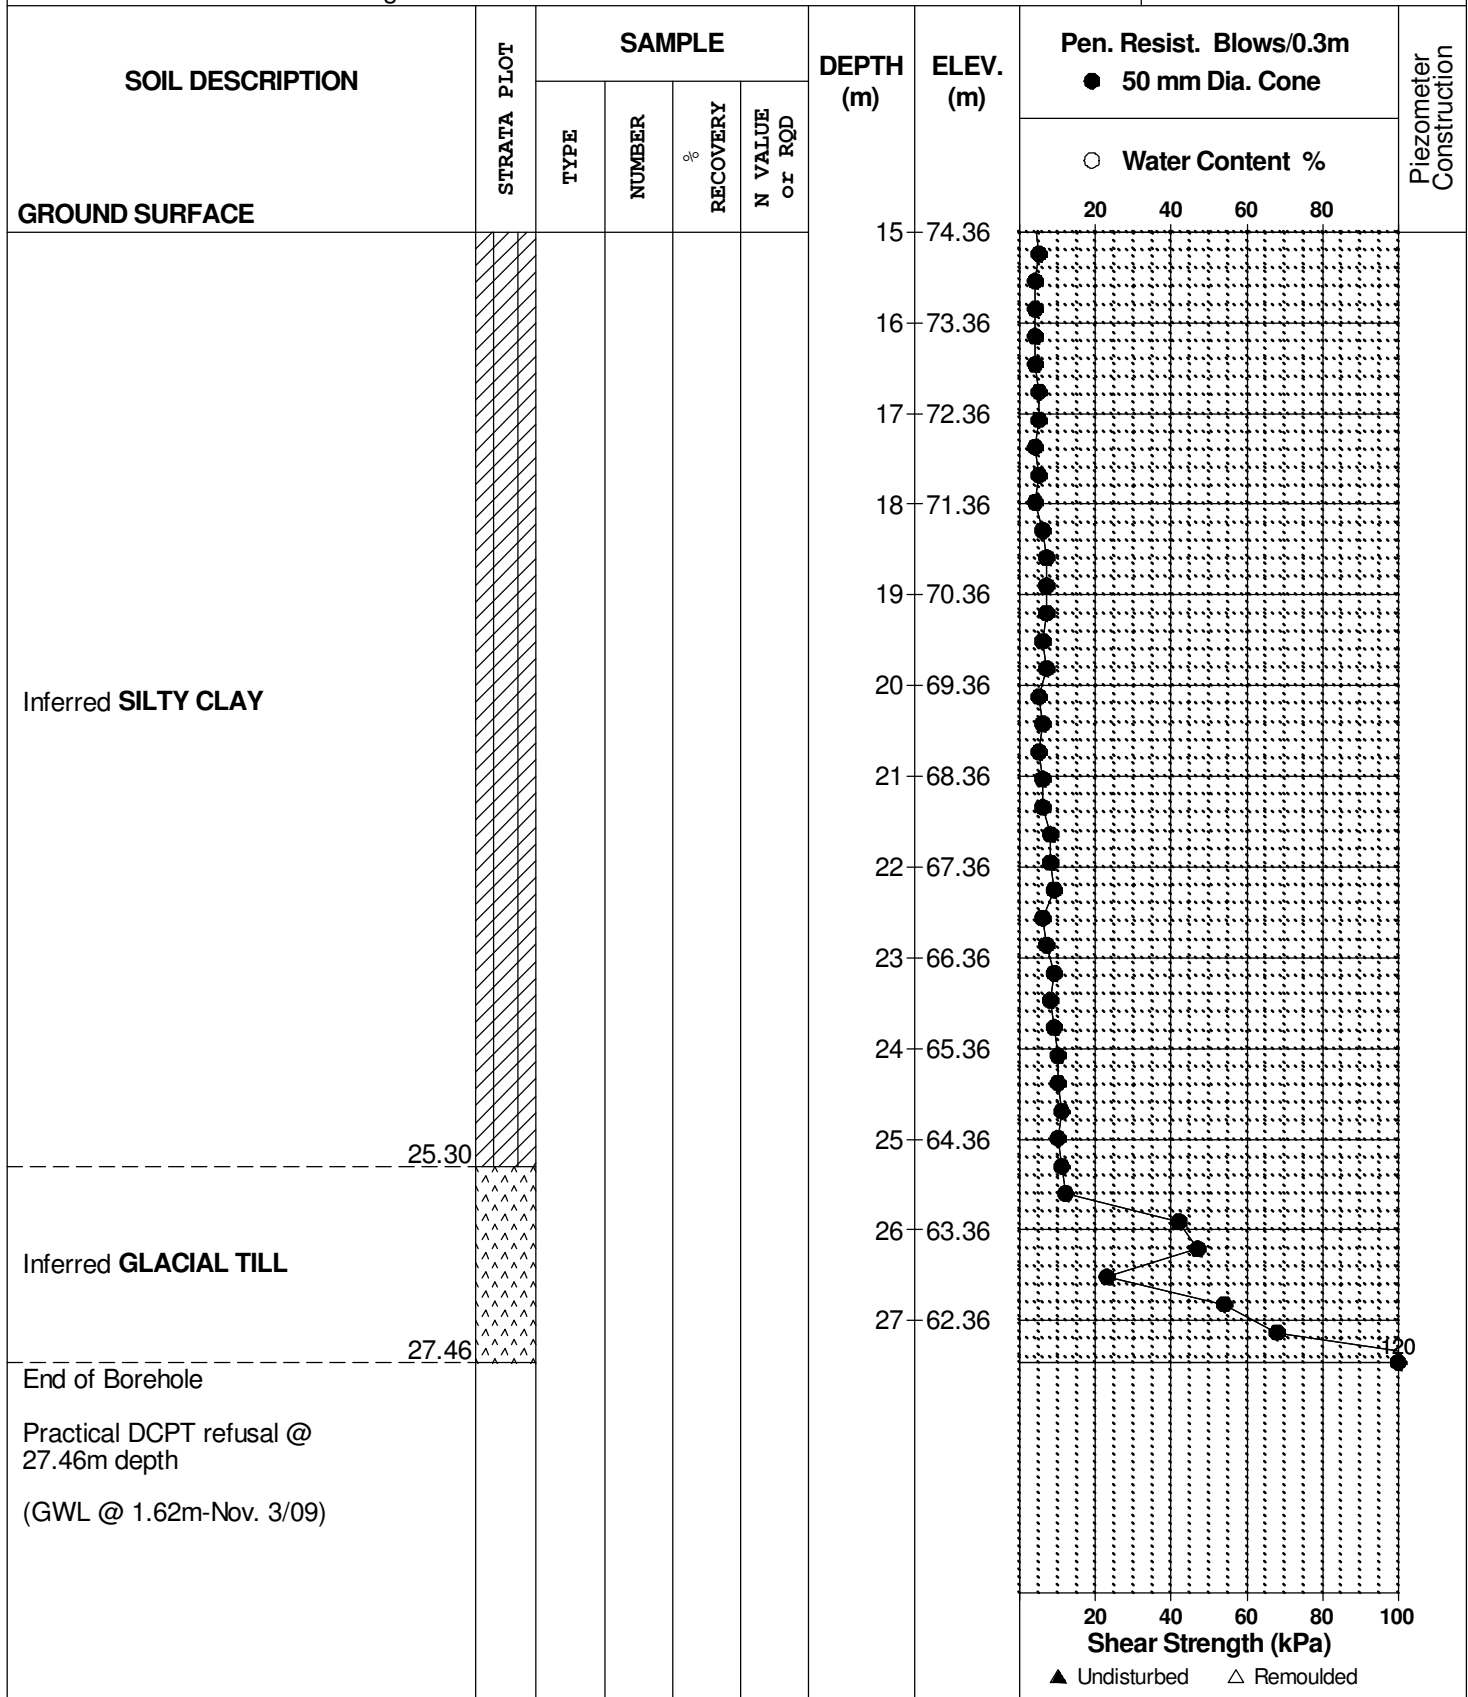 SOIL DESCRIPTION
GROUND SURFACE
STRATA PLOT
SAMPLE
TYPE
NUMBER
%
RECOVERY
N VALUE
or RQD
DEPTH
(m)
ELEV.
(m)
Pen. Resist. Blows/0.3m
50 mm Dia. Cone
Water Content %
20 40 60 80
Piezometer
Construction
15 74.36
16 73.36
17 72.36
18 71.36
19 70.36
20 69.36
Inferred SILTY CLAY
21 68.36
22 67.36
23 66.36
24 65.36
25 64.36
25.30
26 63.36
Inferred GLACIAL TILL
27 62.36
27.46
120
End of Borehole
Practical DCPT refusal @
27.46m depth
(GWL @ 1.62m-Nov. 3/09)
20 40 60 80 100
Shear Strength (kPa)
▲ Undisturbed △ Remoulded